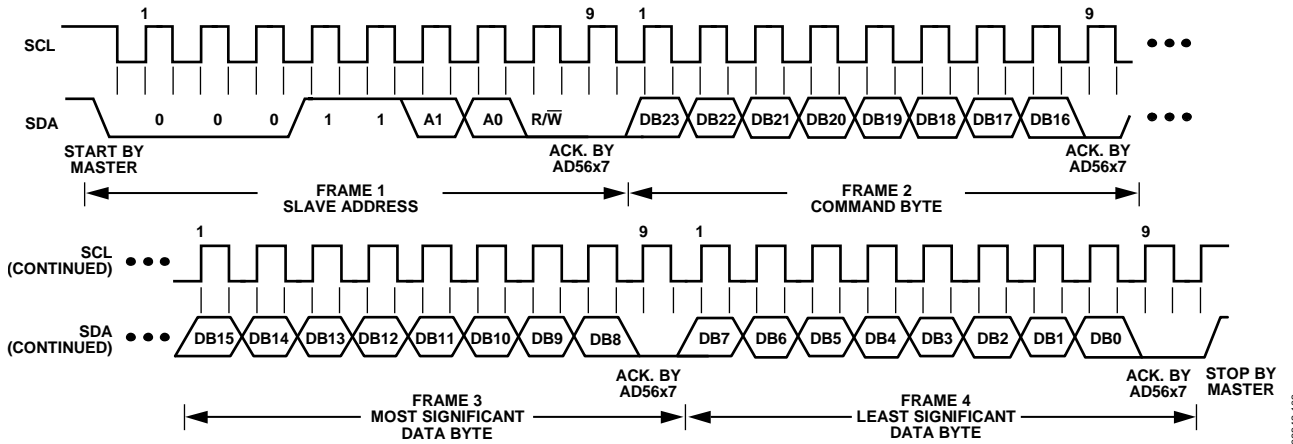 1 9 1 9
SCL
SDA
0 0 0 1 1 A1 A0 R/W̅ DB23 DB22 DB21 DB20 DB19 DB18 DB17 DB16
START BY
MASTER
ACK. BY
AD56x7
ACK. BY
AD56x7
FRAME 1
SLAVE ADDRESS
FRAME 2
COMMAND BYTE
1 9 1 9
SCL
(CONTINUED)
SDA
(CONTINUED)
DB15 DB14 DB13 DB12 DB11 DB10 DB9 DB8 DB7 DB6 DB5 DB4 DB3 DB2 DB1 DB0
ACK. BY
AD56x7
ACK. BY
AD56x7
STOP BY
MASTER
FRAME 3
MOST SIGNIFICANT
DATA BYTE
FRAME 4
LEAST SIGNIFICANT
DATA BYTE